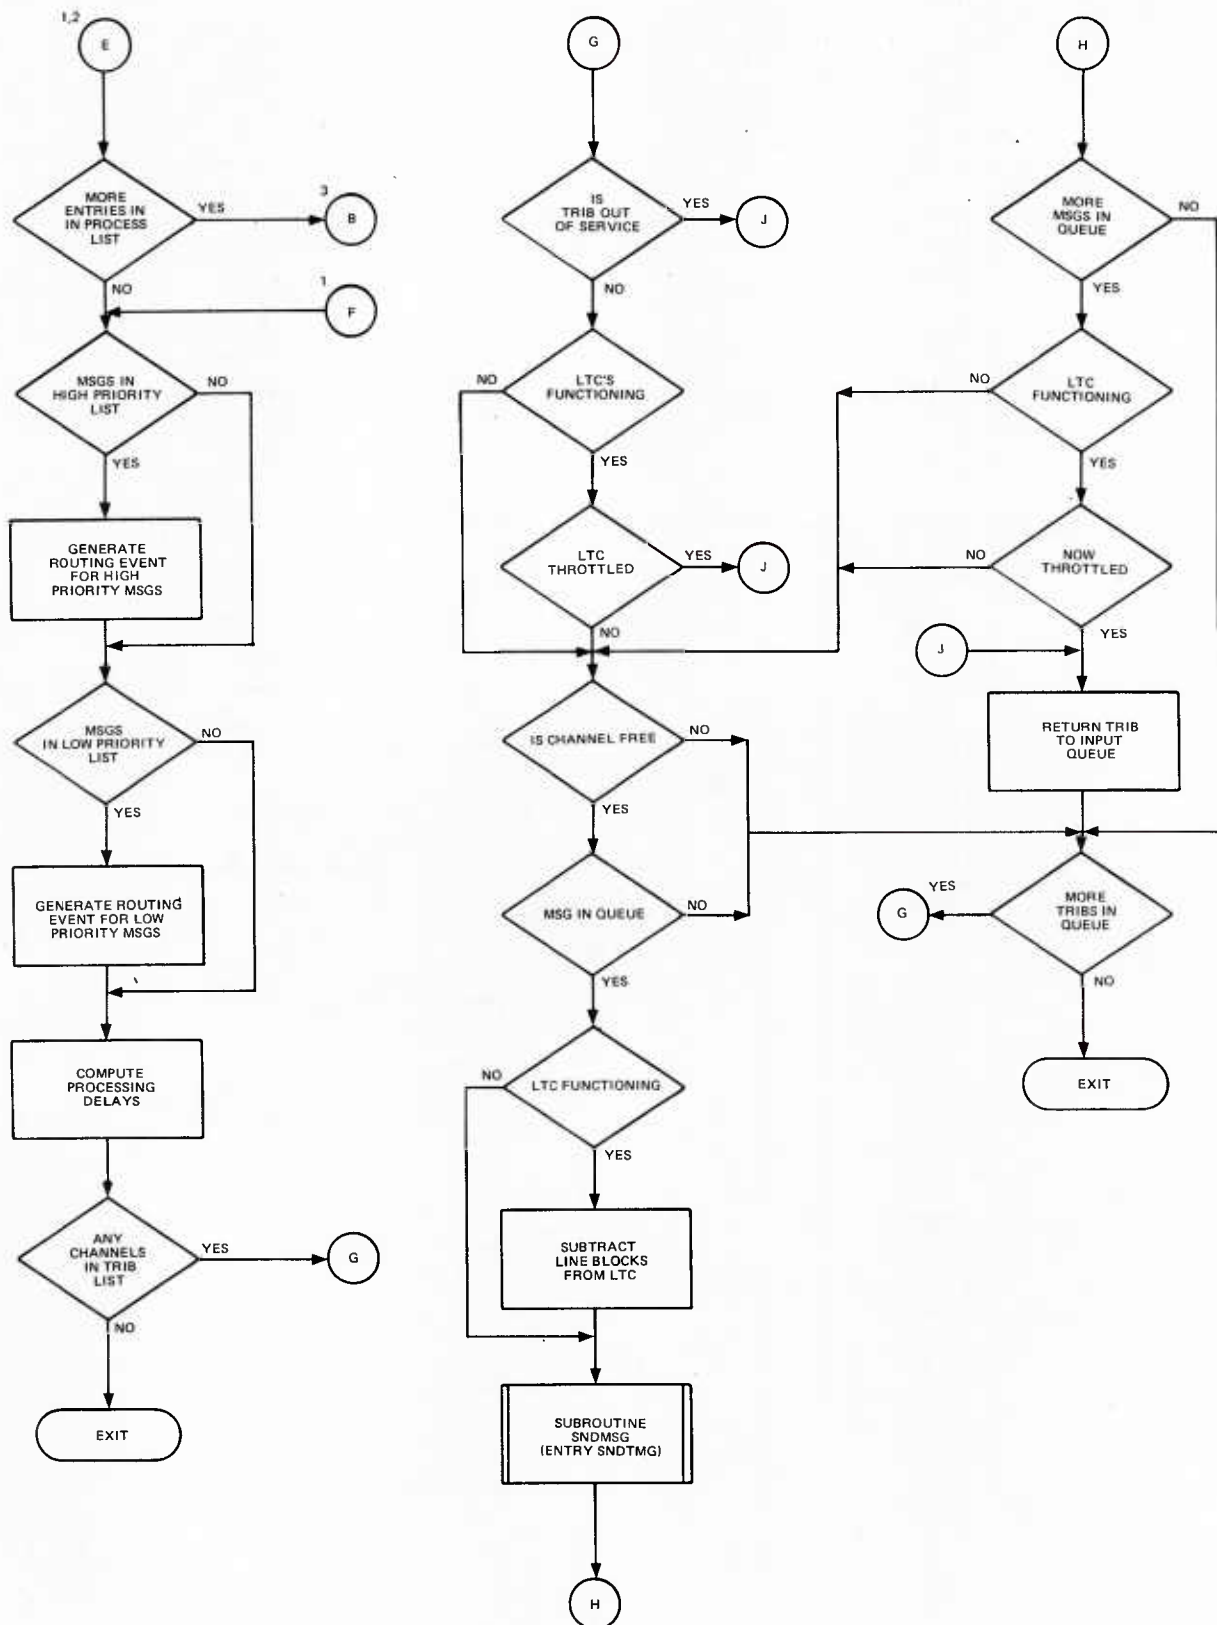 1,2
E
MORE
ENTRIES IN
IN PROCESS
LIST
YES
3
B
NO
1
F
MSGS IN
HIGH PRIORITY
LIST
NO
YES
GENERATE
ROUTING EVENT
FOR HIGH
PRIORITY MSGS
MSGS
IN LOW PRIORITY
LIST
NO
YES
GENERATE ROUTING
EVENT FOR LOW
PRIORITY MSGS
COMPUTE
PROCESSING
DELAYS
ANY
CHANNELS
IN TRIB
LIST
YES
G
NO
EXIT
G
IS
TRIB OUT
OF SERVICE
YES
J
NO
LTC'S
FUNCTIONING
NO
YES
LTC
THROTTLED
YES
J
NO
IS CHANNEL FREE
NO
YES
MSG IN QUEUE
NO
YES
LTC FUNCTIONING
NO
YES
SUBTRACT
LINE BLOCKS
FROM LTC
SUBROUTINE
SNDMSG
(ENTRY SNDTMG)
H
H
MORE
MSGS IN
QUEUE
NO
YES
LTC
FUNCTIONING
NO
YES
NOW
THROTTLED
NO
YES
J
RETURN TRIB
TO INPUT
QUEUE
MORE
TRIBS IN
QUEUE
YES
G
NO
EXIT